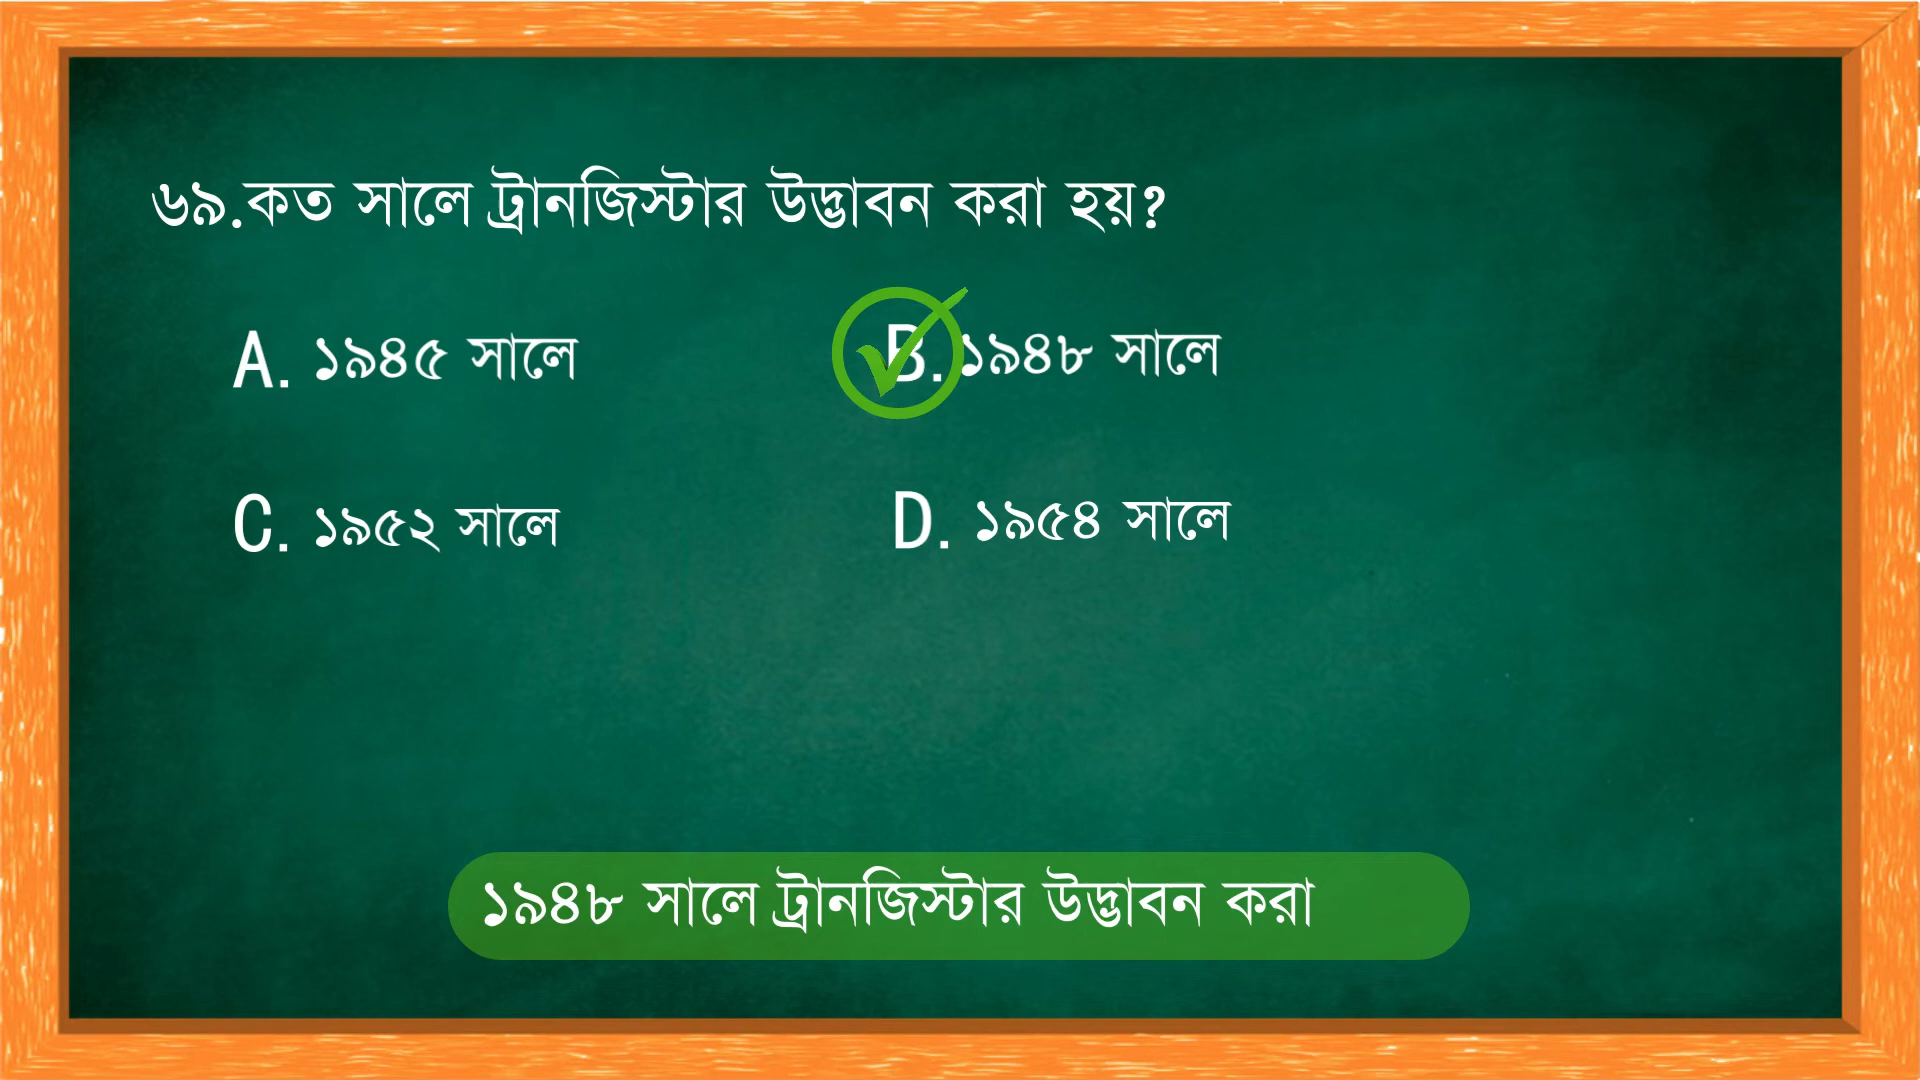 ৬৯.কত সালে ট্রানজিস্টার উদ্ভাবন করা হয়?
A. ১৯৪৫ সালে
B. ১৯৪৮ সালে
C. ১৯৫২ সালে
D. ১৯৫৪ সালে
১৯৪৮ সালে ট্রানজিস্টার উদ্ভাবন করা